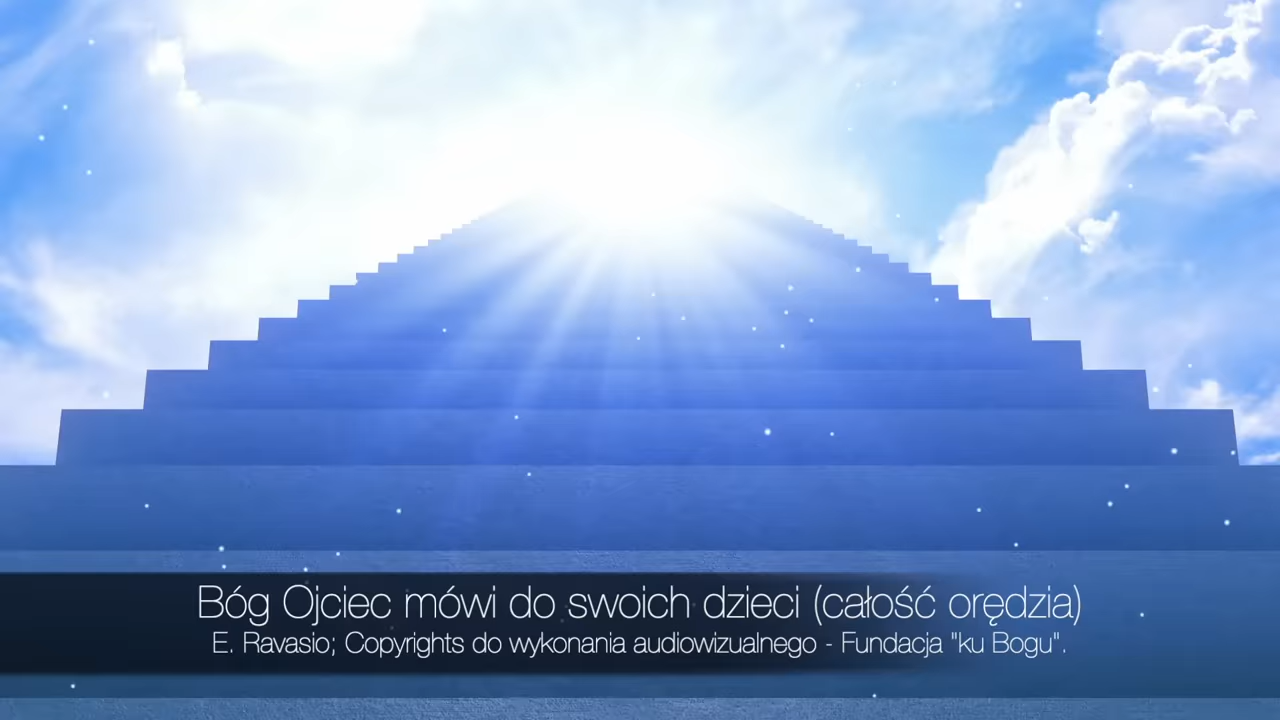 Bóg Ojciec mówi do swoich dzieci (całość orędzia)
E. Ravasio; Copyrights do wykonania audiowizualnego - Fundacja "ku Bogu".